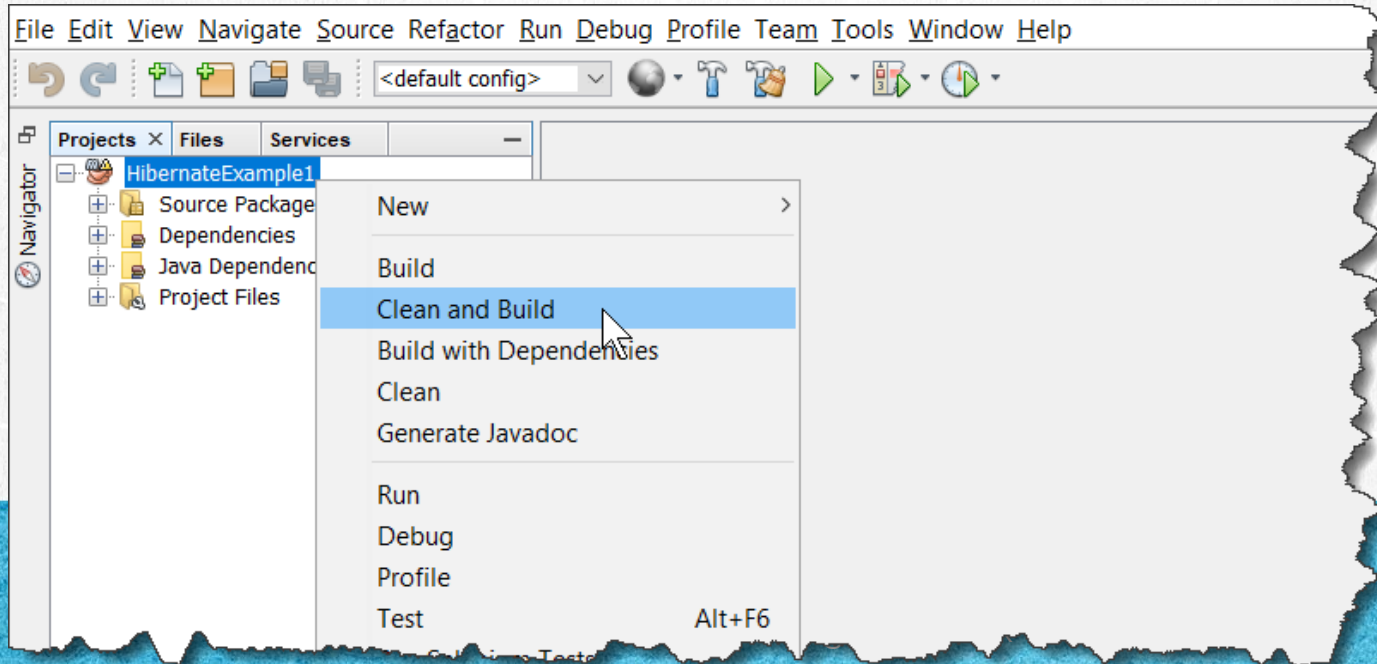 File Edit View Navigate Source Refactor Run Debug Profile Team Tools Window Help
<default config>
Projects Files Services
Navigator
HibernateExample1
Source Package
Dependencies
Java Dependenc
Project Files
New
Build
Clean and Build
Build with Dependencies
Clean
Generate Javadoc
Run
Debug
Profile
Test Alt+F6